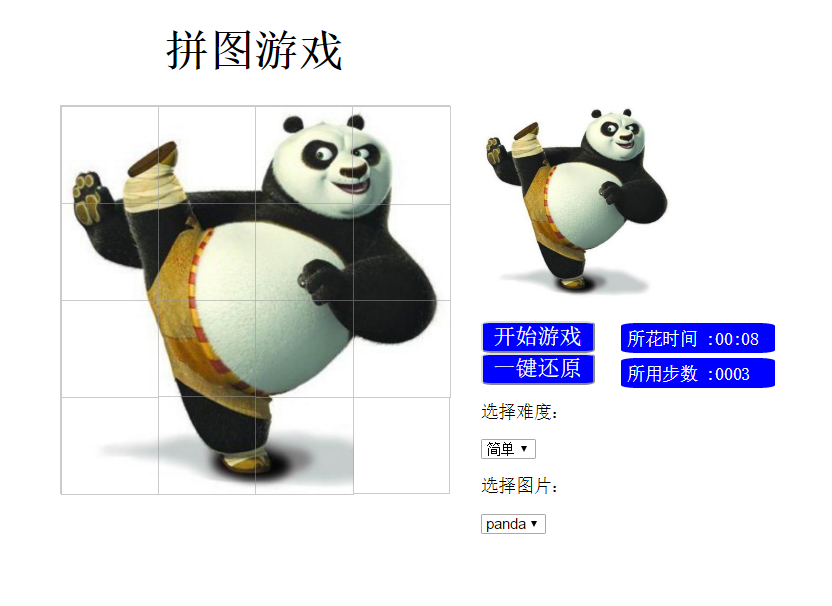 拼图游戏
开始游戏
所花时间 :00:08
一键还原
所用步数 :0003
选择难度:
简单
选择图片:
panda